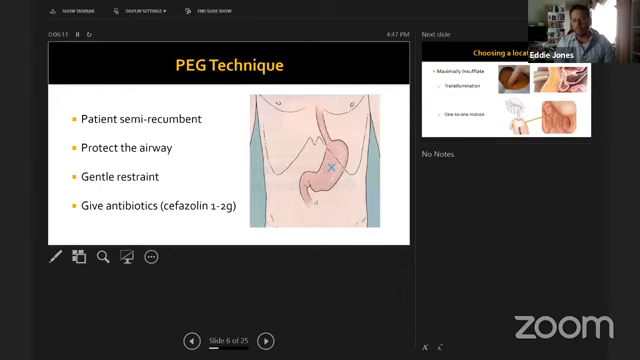 SHOW TASKBAR
DISPLAY SETTINGS
END SLIDE SHOW
0:06:11
4:47 PM
PEG Technique
Patient semi-recumbent
Protect the airway
Gentle restraint
Give antibiotics (cefazolin 1-2g)
Slide 6 of 25
Next slide
Choosing a locat
Maximally Insufflate
Transillumination
One-to-one motion
No Notes.
Eddie Jones
A
A
zoom